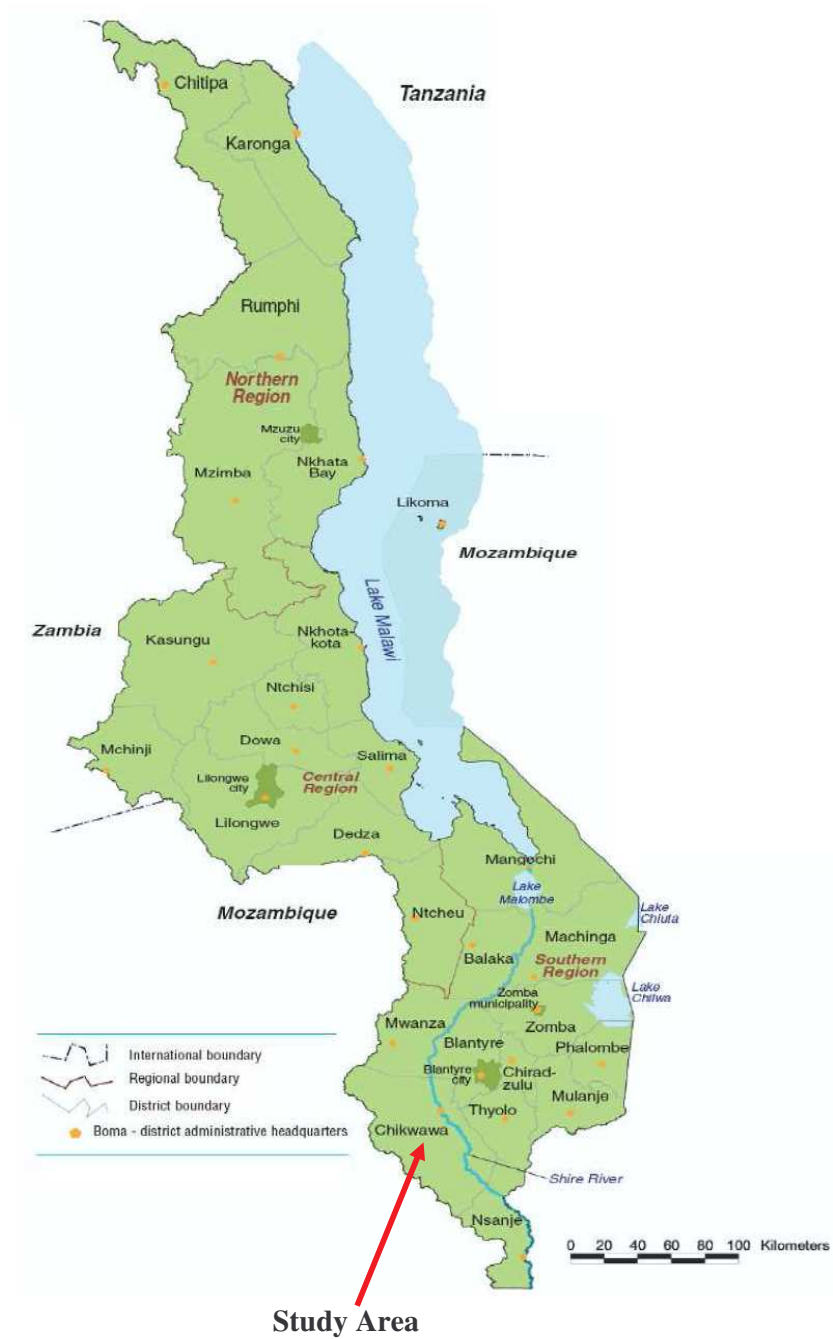 Chitipa
Tanzania
Karonga
Rumphi
Northern
Region
Mzuzu
city
Nkhata
Bay
Mzimba
Likoma
Mozambique
Lake Malawi
Zambia
Kasungu
Nkhota-
kota
Ntchisi
Dowa
Mchinji
Salima
Lilongwe
city
Central
Region
Lilongwe
Dedza
Mangochi
Mozambique
Lake
Malombe
Ntcheu
Lake
Chiuta
Machinga
Balaka
Southern
Region
Lake
Chilwa
Zomba
municipality
Mwanza
Zomba
Blantyre
Phalombe
International boundary
Blantyre
city
Chirad-
zulu
Regional boundary
Mulanje
District boundary
Thyolo
Boma - district administrative headquarters
Chikwawa
Shire River
Nsanje
0 20 40 60 80 100 Kilometers
Study Area